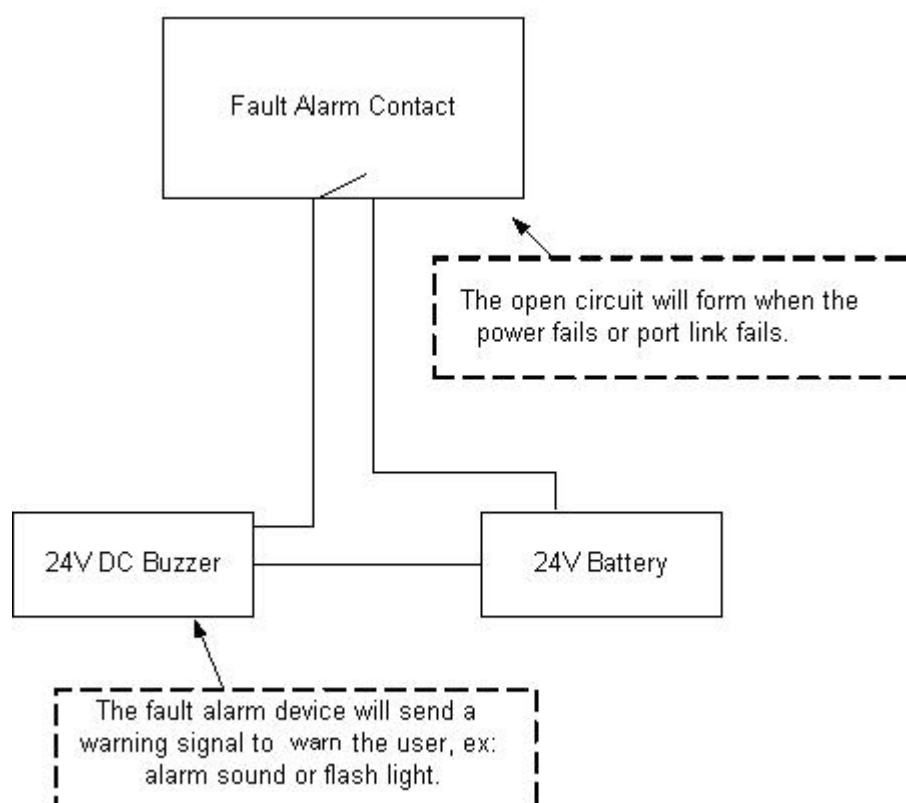 Fault Alarm Contact
The open circuit will form when the
power fails or port link fails.
24V DC Buzzer
24V Battery
The fault alarm device will send a
warning signal to warn the user, ex:
alarm sound or flash light.